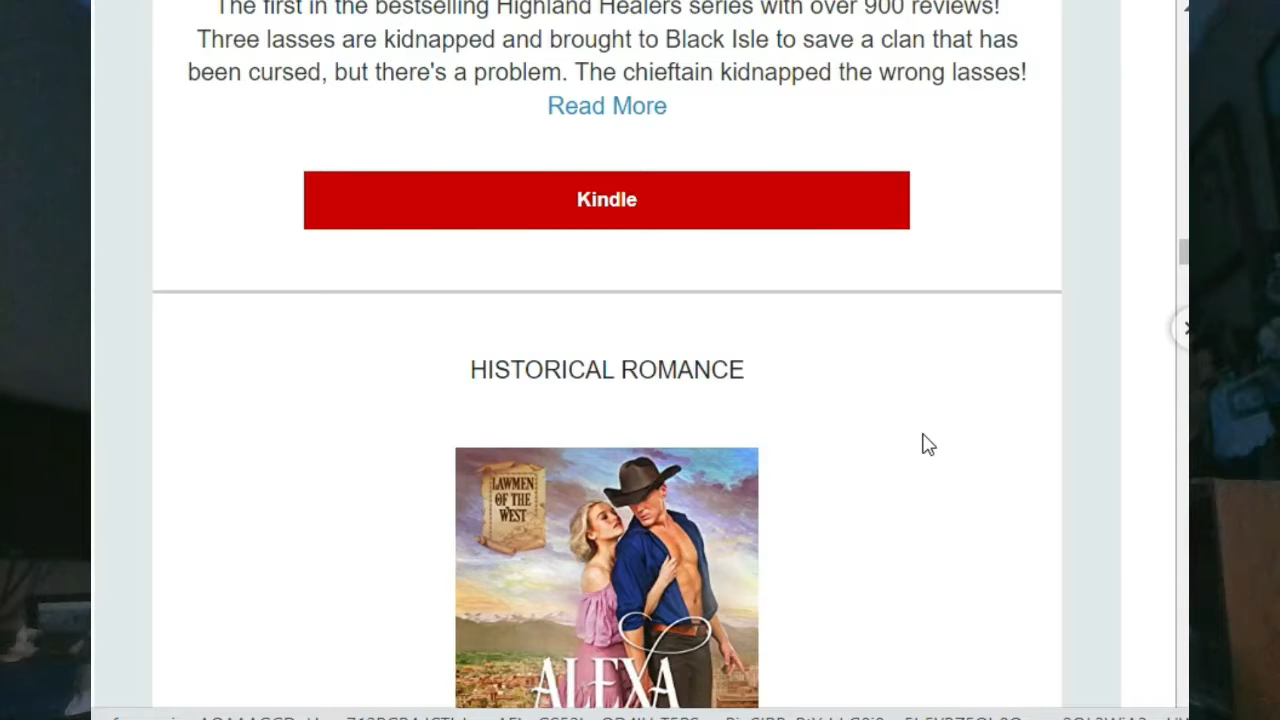 The first in the bestselling Highland Healers series with over 900 reviews!
Three lasses are kidnapped and brought to Black Isle to save a clan that has
been cursed, but there's a problem. The chieftain kidnapped the wrong lasses!
Read More
Kindle
HISTORICAL ROMANCE
LAWMEN
OF THE
WEST
ALEXA